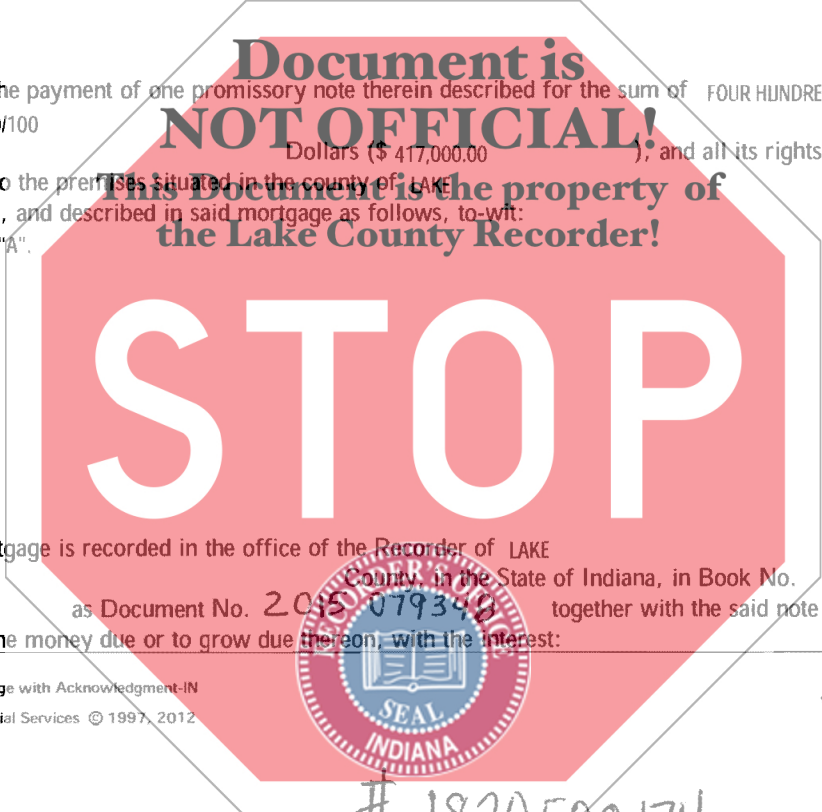 Document is
he payment of one promissory note therein described for the sum of FOUR HUNDRE
/100
NOT OFFICIAL!
Dollars ($ 417,000.00 ), and all its rights
o the premises situated in the county of LAKE
This Document is the property of
, and described in said mortgage as follows, to-wit:
the Lake County Recorder!
"A".
STOP
tgage is recorded in the office of the Recorder of LAKE
County, in the State of Indiana, in Book No.
as Document No. 2015 together with the said note
he money due or to grow due thereon, with the interest:
RECORDER'S OFFICE
SEAL
INDIANA
ge with Acknowledgment-IN
ial Services © 1997, 2012